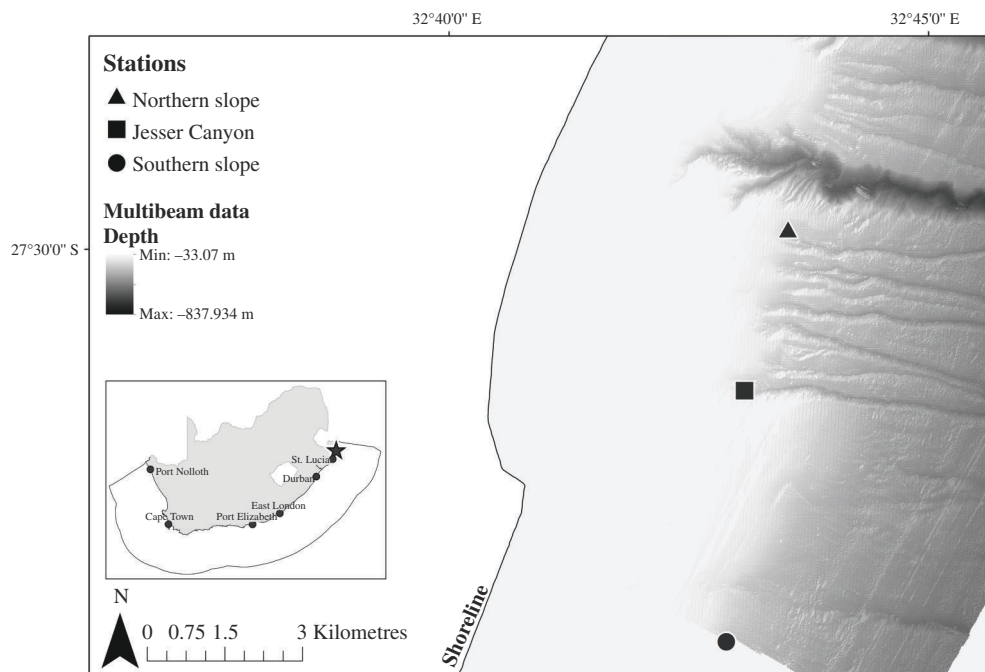 32°40'0" E
32°45'0" E
Stations
Northern slope
Jesser Canyon
Southern slope
Multibeam data
Depth
Min: –33.07 m
Max: –837.934 m
27°30'0" S
St. Lucia
Port Nolloth
Durban
East London
Cape Town
Port Elizabeth
N
0 0.75 1.5 3 Kilometres
Shoreline